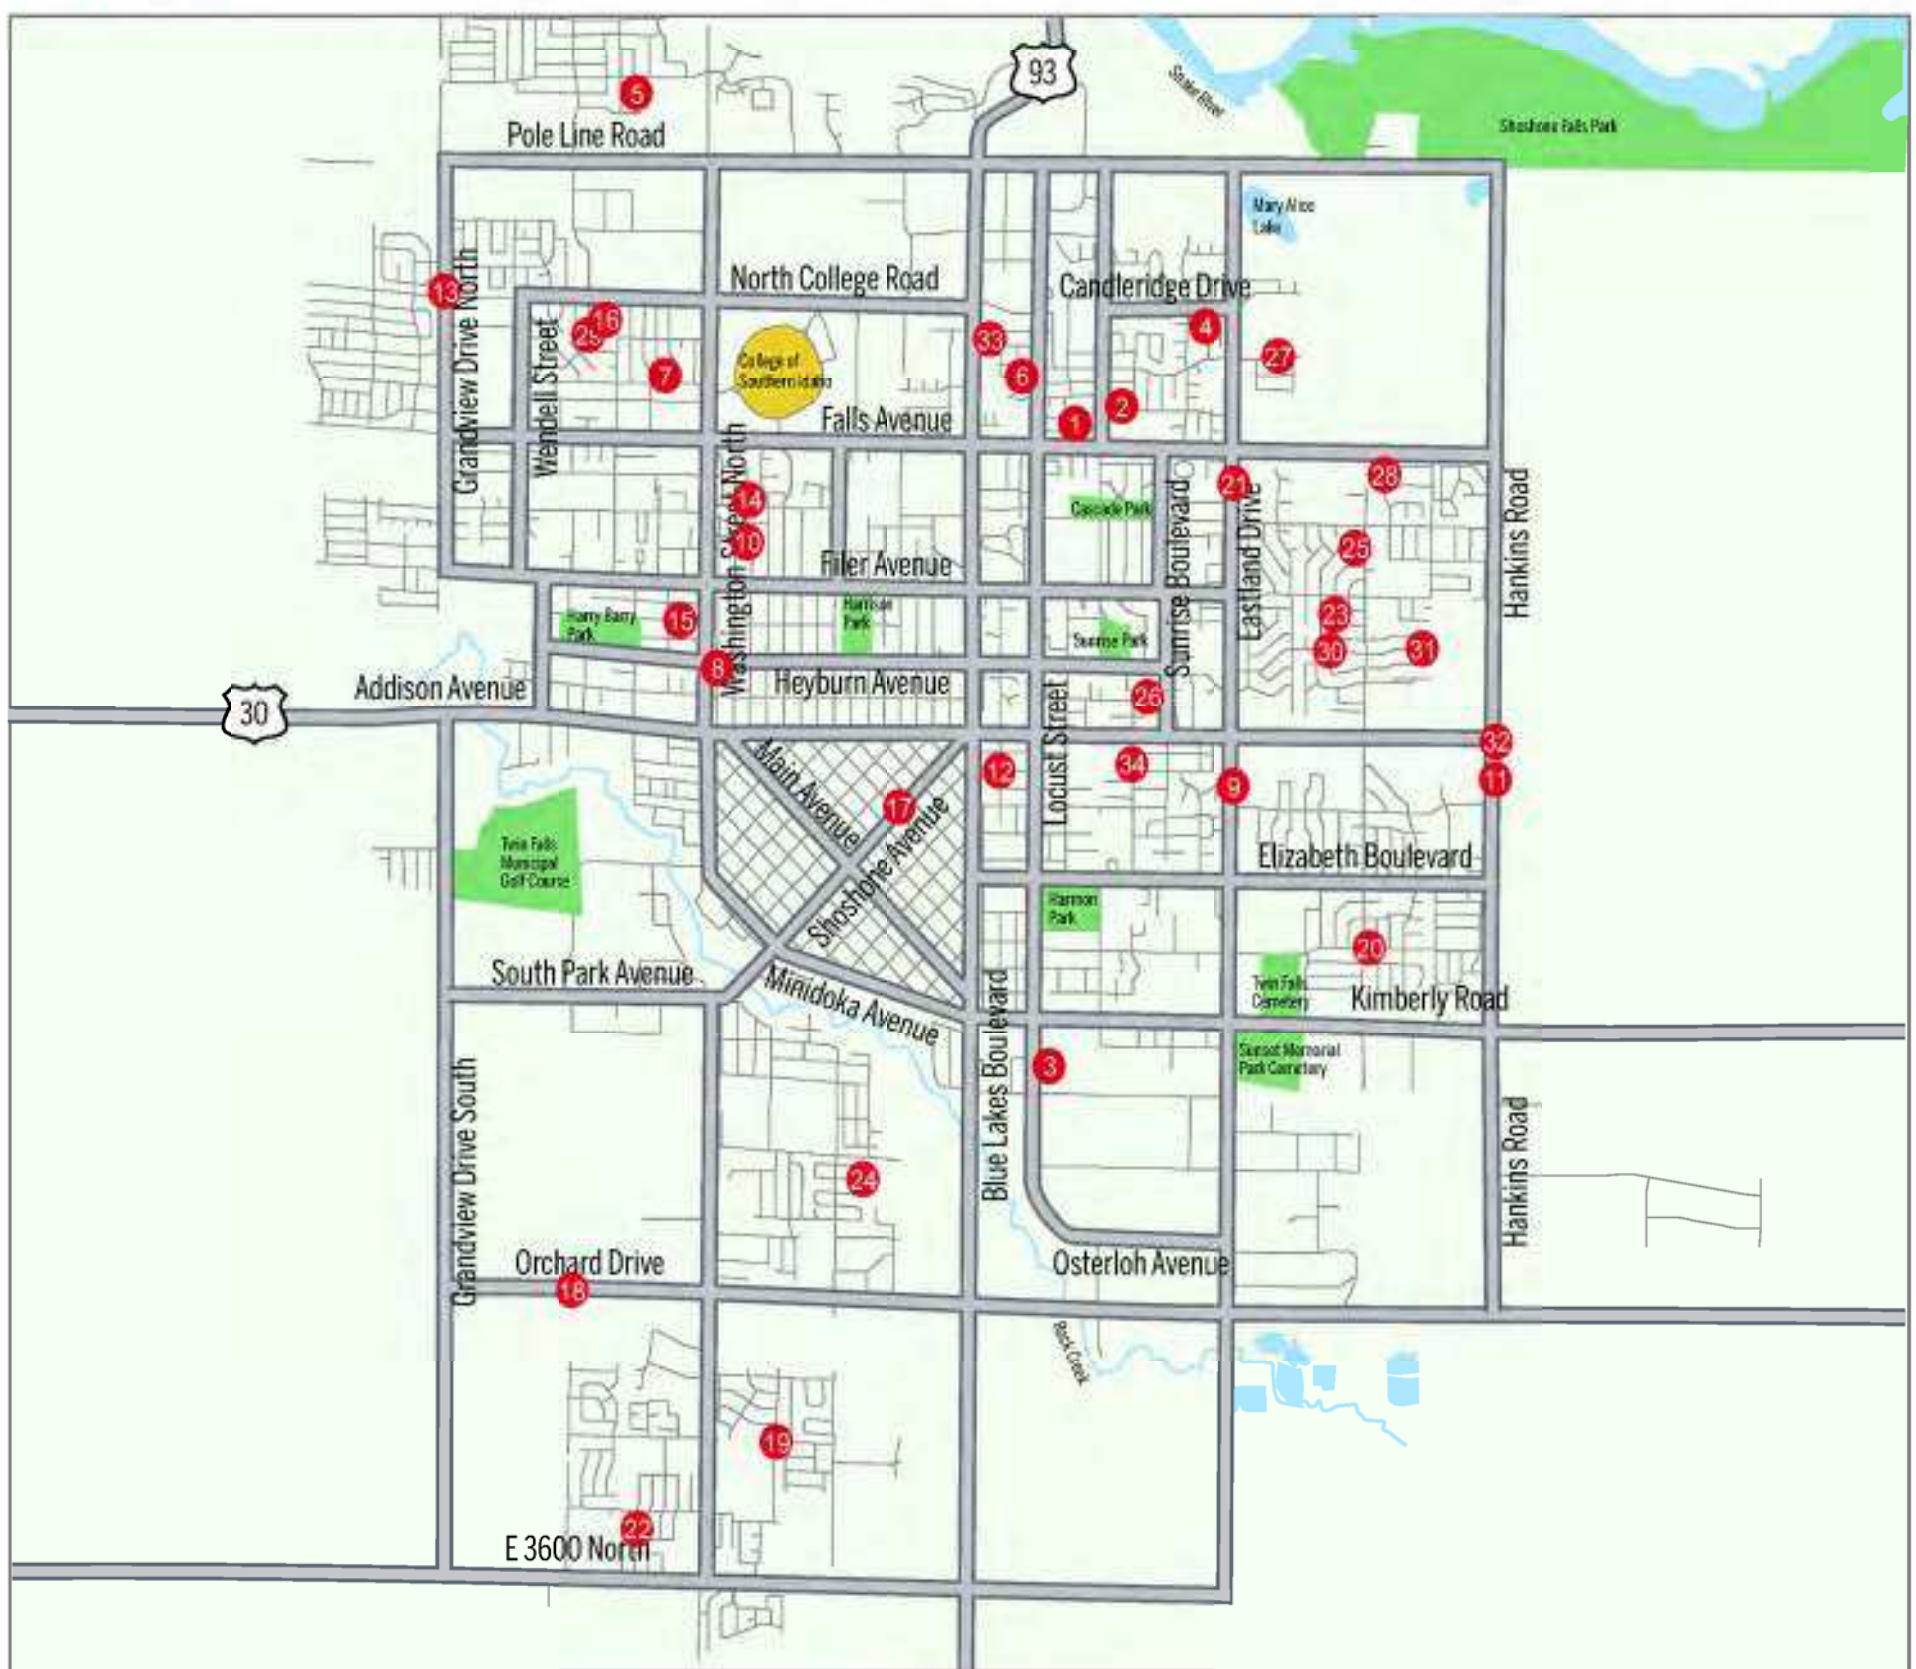 93
Snake River
Shoshone Falls Park
5
Pole Line Road
Mary Alice
Lake
North College Road
Candleridge Drive
13
Grandview Drive North
Wendell Street
16
29
7
College of
Southern Idaho
33
6
4
27
2
1
Falls Avenue
Washington Street North
14
10
Filer Avenue
Cascade Park
Sunrise Boulevard
21
Eastland Drive
28
25
Hankins Road
Harry Barry
Park
15
Harrison
Park
Sunrise Park
23
30
31
8
Heyburn Avenue
Addison Avenue
30
26
Locust Street
Main Avenue
12
34
9
32
11
17
Shoshone Avenue
Twin Falls
Municipal
Golf Course
Elizabeth Boulevard
Harmon
Park
20
South Park Avenue
Minidoka Avenue
Twin Falls
Cemetery
Kimberly Road
Blue Lakes Boulevard
3
Sunset Memorial
Park Cemetery
Grandview Drive South
24
Hankins Road
Orchard Drive
18
Osterloh Avenue
Rock Creek
19
22
E 3600 North